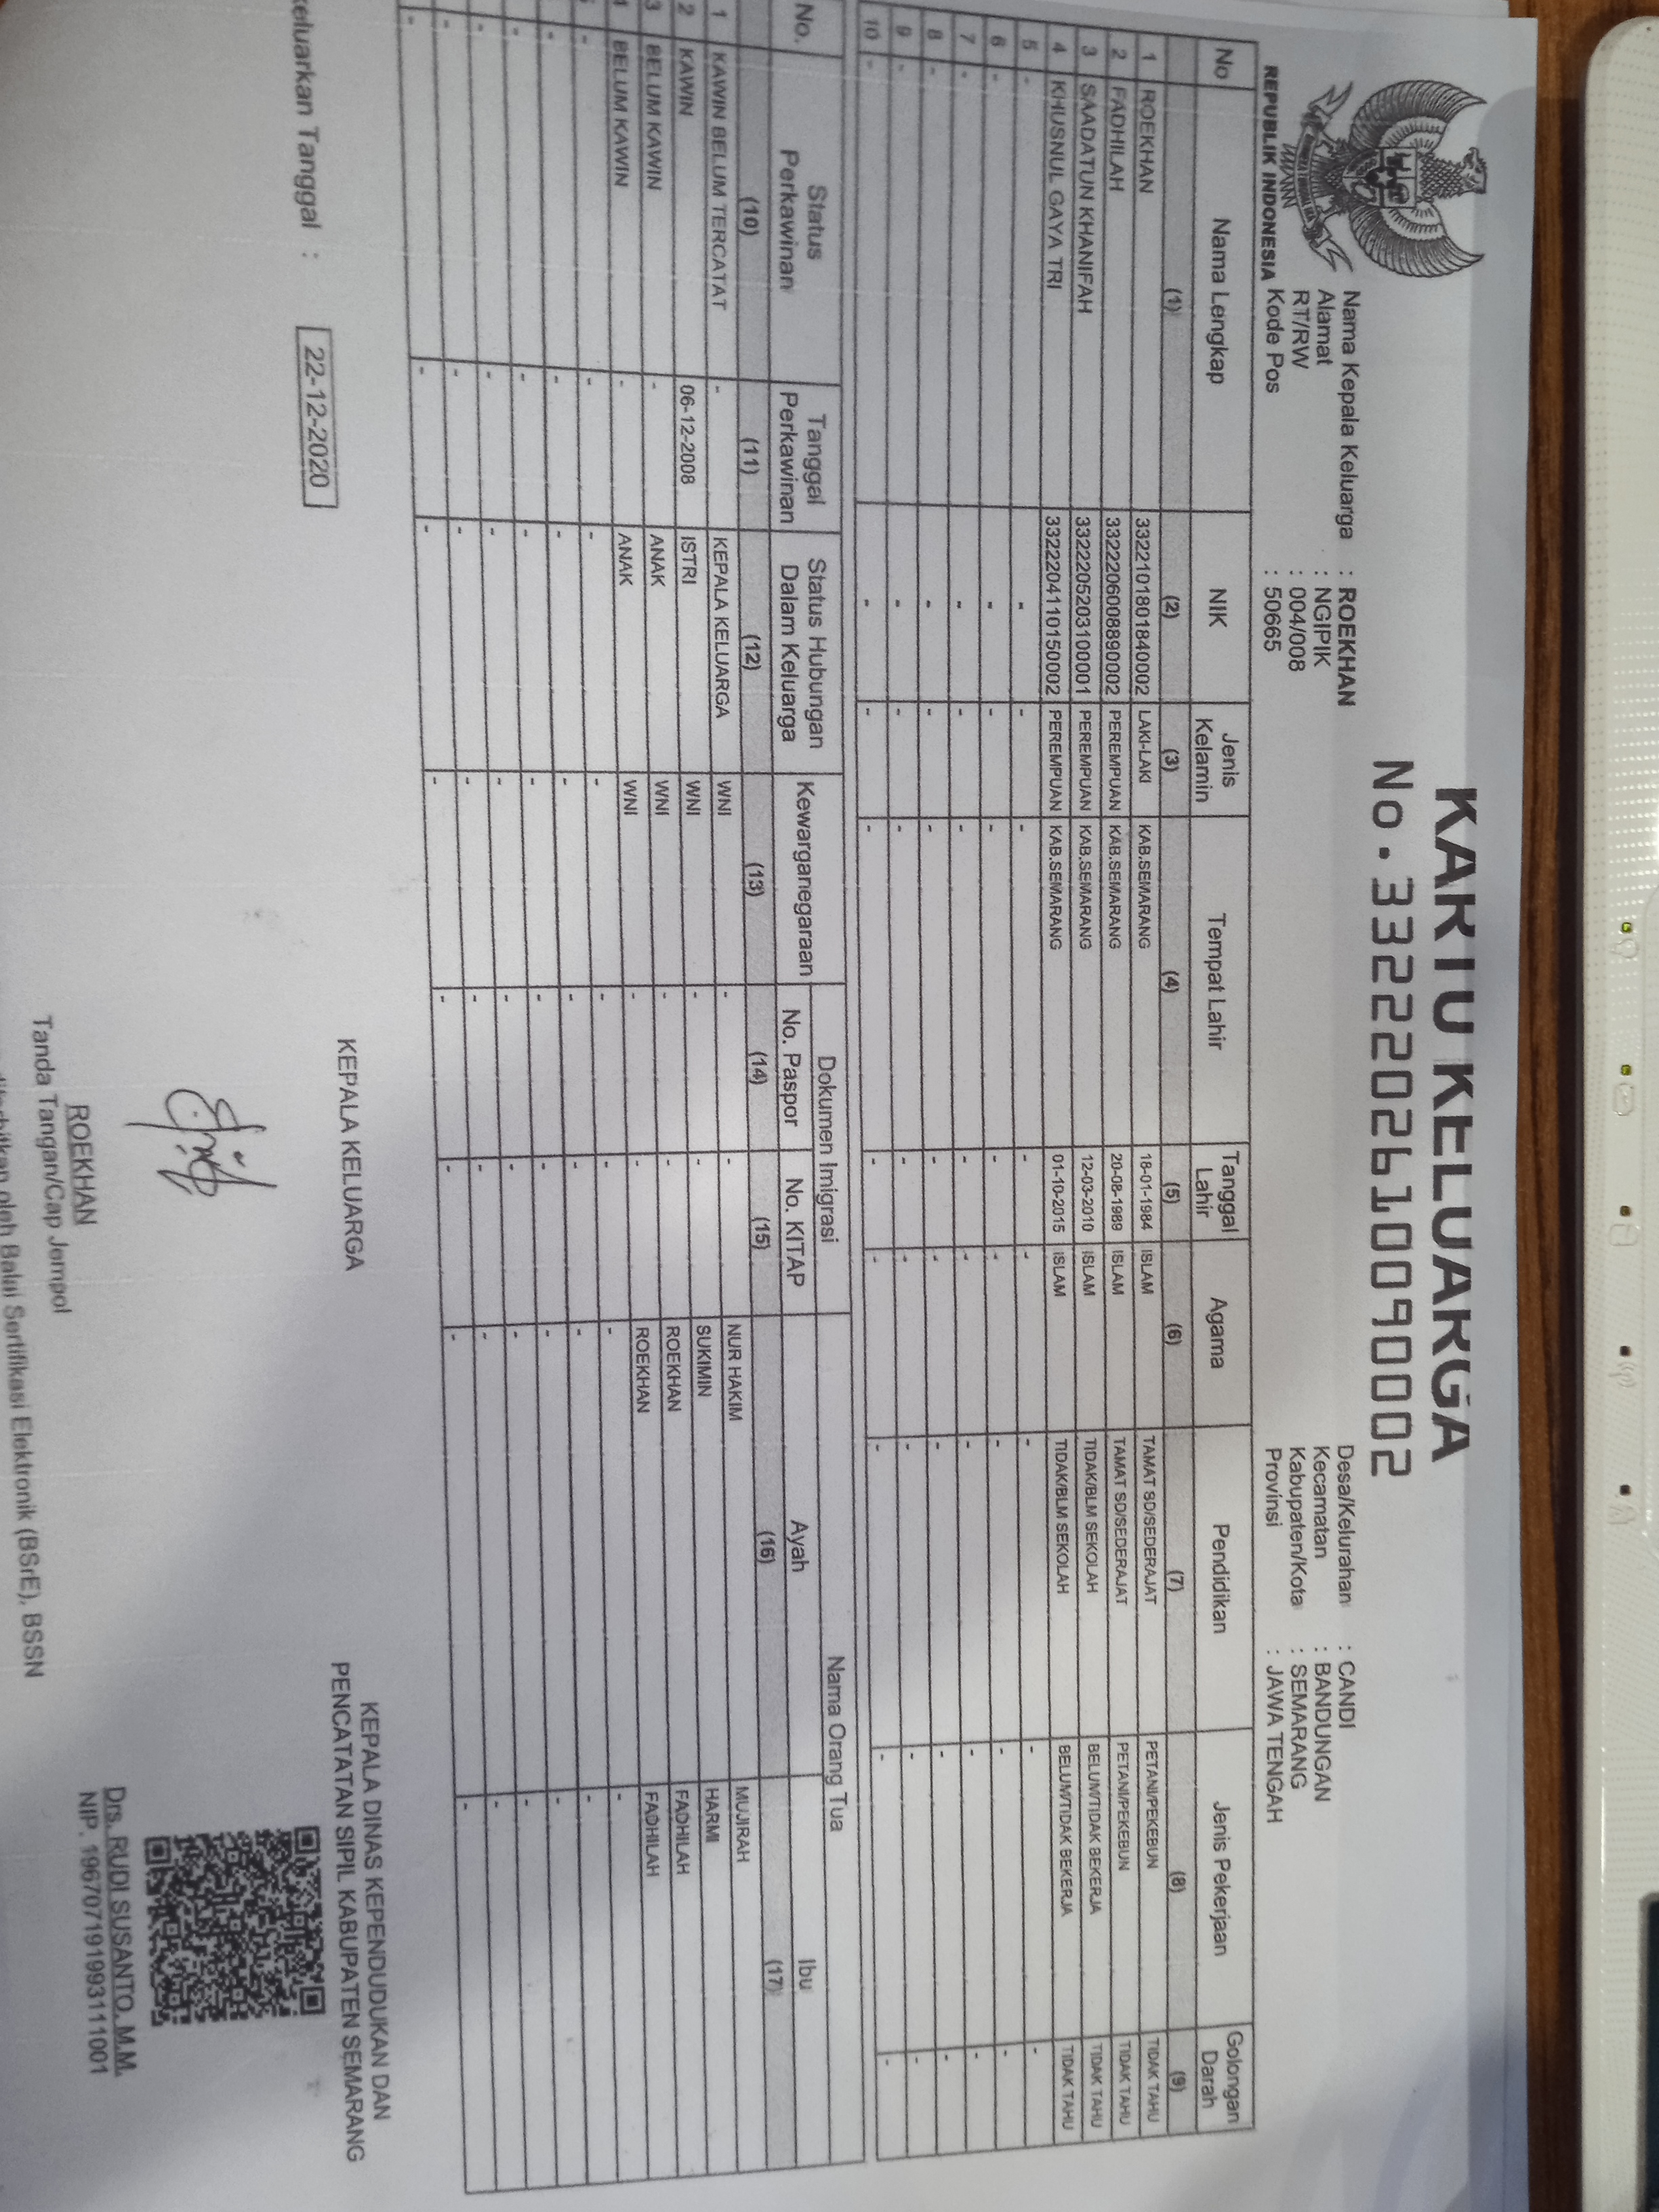 KARTU KELUARGA
No. 3322202610090002
REPUBLIK INDONESIA
Nama Kepala Keluarga : ROEKHAN
Alamat : NGIPIK
RT/RW : 004/008
Kode Pos : 50665
Desa/Kelurahan : CANDI
Kecamatan : BANDUNGAN
Kabupaten/Kota : SEMARANG
Provinsi : JAWA TENGAH
No Nama Lengkap NIK Jenis Kelamin Tempat Lahir Tanggal Lahir Agama Pendidikan Jenis Pekerjaan Golongan Darah
(1) (2) (3) (4) (5) (6) (7) (8) (9)
1 ROEKHAN 3322101801840002 LAKI-LAKI KAB.SEMARANG 18-01-1984 ISLAM TAMAT SD/SEDERAJAT PETANI/PEKEBUN TIDAK TAHU
2 FADHILAH 3322206008890002 PEREMPUAN KAB.SEMARANG 20-08-1989 ISLAM TAMAT SD/SEDERAJAT PETANI/PEKEBUN TIDAK TAHU
3 SAADATUN KHANIFAH 3322205203100001 PEREMPUAN KAB.SEMARANG 12-03-2010 ISLAM TIDAK/BLM SEKOLAH BELUM/TIDAK BEKERJA TIDAK TAHU
4 KHUSNUL GAYA TRI 3322204110150002 PEREMPUAN KAB.SEMARANG 01-10-2015 ISLAM TIDAK/BLM SEKOLAH BELUM/TIDAK BEKERJA TIDAK TAHU
5 - - - - - - - - -
6 - - - - - - - - -
7 - - - - - - - - -
8 - - - - - - - - -
9 - - - - - - - - -
10 - - - - - - - - -
No. Status Perkawinan Tanggal Perkawinan Status Hubungan Dalam Keluarga Kewarganegaraan Dokumen Imigrasi Nama Orang Tua
No. Paspor No. KITAP Ayah Ibu
(10) (11) (12) (13) (14) (15) (16) (17)
1 KAWIN BELUM TERCATAT - KEPALA KELUARGA WNI - - NUR HAKIM MUJIRAH
2 KAWIN 06-12-2008 ISTRI WNI - - SUKIMIN HARMI
3 BELUM KAWIN - ANAK WNI - - ROEKHAN FADHILAH
BELUM KAWIN - ANAK WNI - - ROEKHAN FADHILAH
- - - - - - - -
- - - - - - - -
- - - - - - - -
- - - - - - - -
- - - - - - - -
- - - - - - - -
eluarkan Tanggal : 22-12-2020
KEPALA KELUARGA
ROEKHAN
Tanda Tangan/Cap Jempol
KEPALA DINAS KEPENDUDUKAN DAN
PENCATATAN SIPIL KABUPATEN SEMARANG
Drs. RUDI SUSANTO, M.M.
NIP. 196707191993111001
oleh Balai Sertifikasi Elektronik (BSrE), BSSN